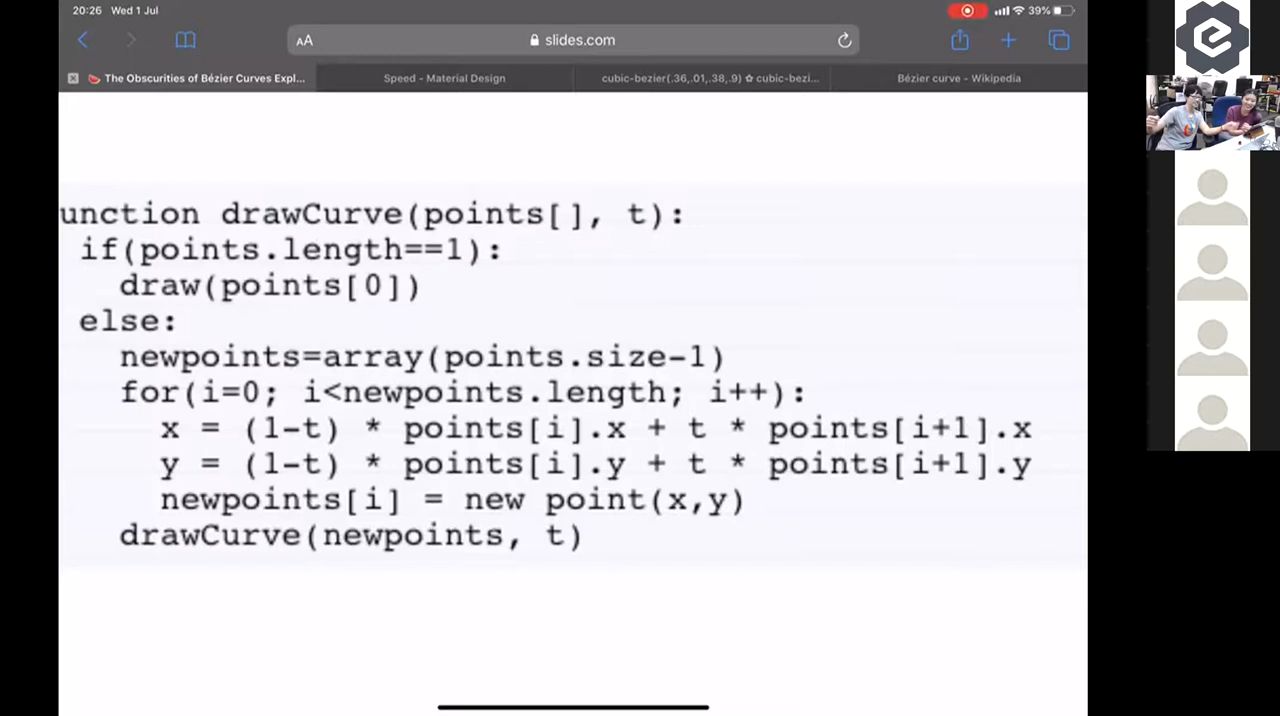 20:26 Wed 1 Jul
39%
AA
slides.com
The Obscurities of Bézier Curves Expl...
Speed - Material Design
cubic-bezier(.36,.01,.38,.9) ✿ cubic-bezi...
Bézier curve - Wikipedia
unction drawCurve(points[], t):
if(points.length==1):
draw(points[0])
else:
newpoints=array(points.size-1)
for(i=0; i<newpoints.length; i++):
x = (1-t) * points[i].x + t * points[i+1].x
y = (1-t) * points[i].y + t * points[i+1].y
newpoints[i] = new point(x,y)
drawCurve(newpoints, t)